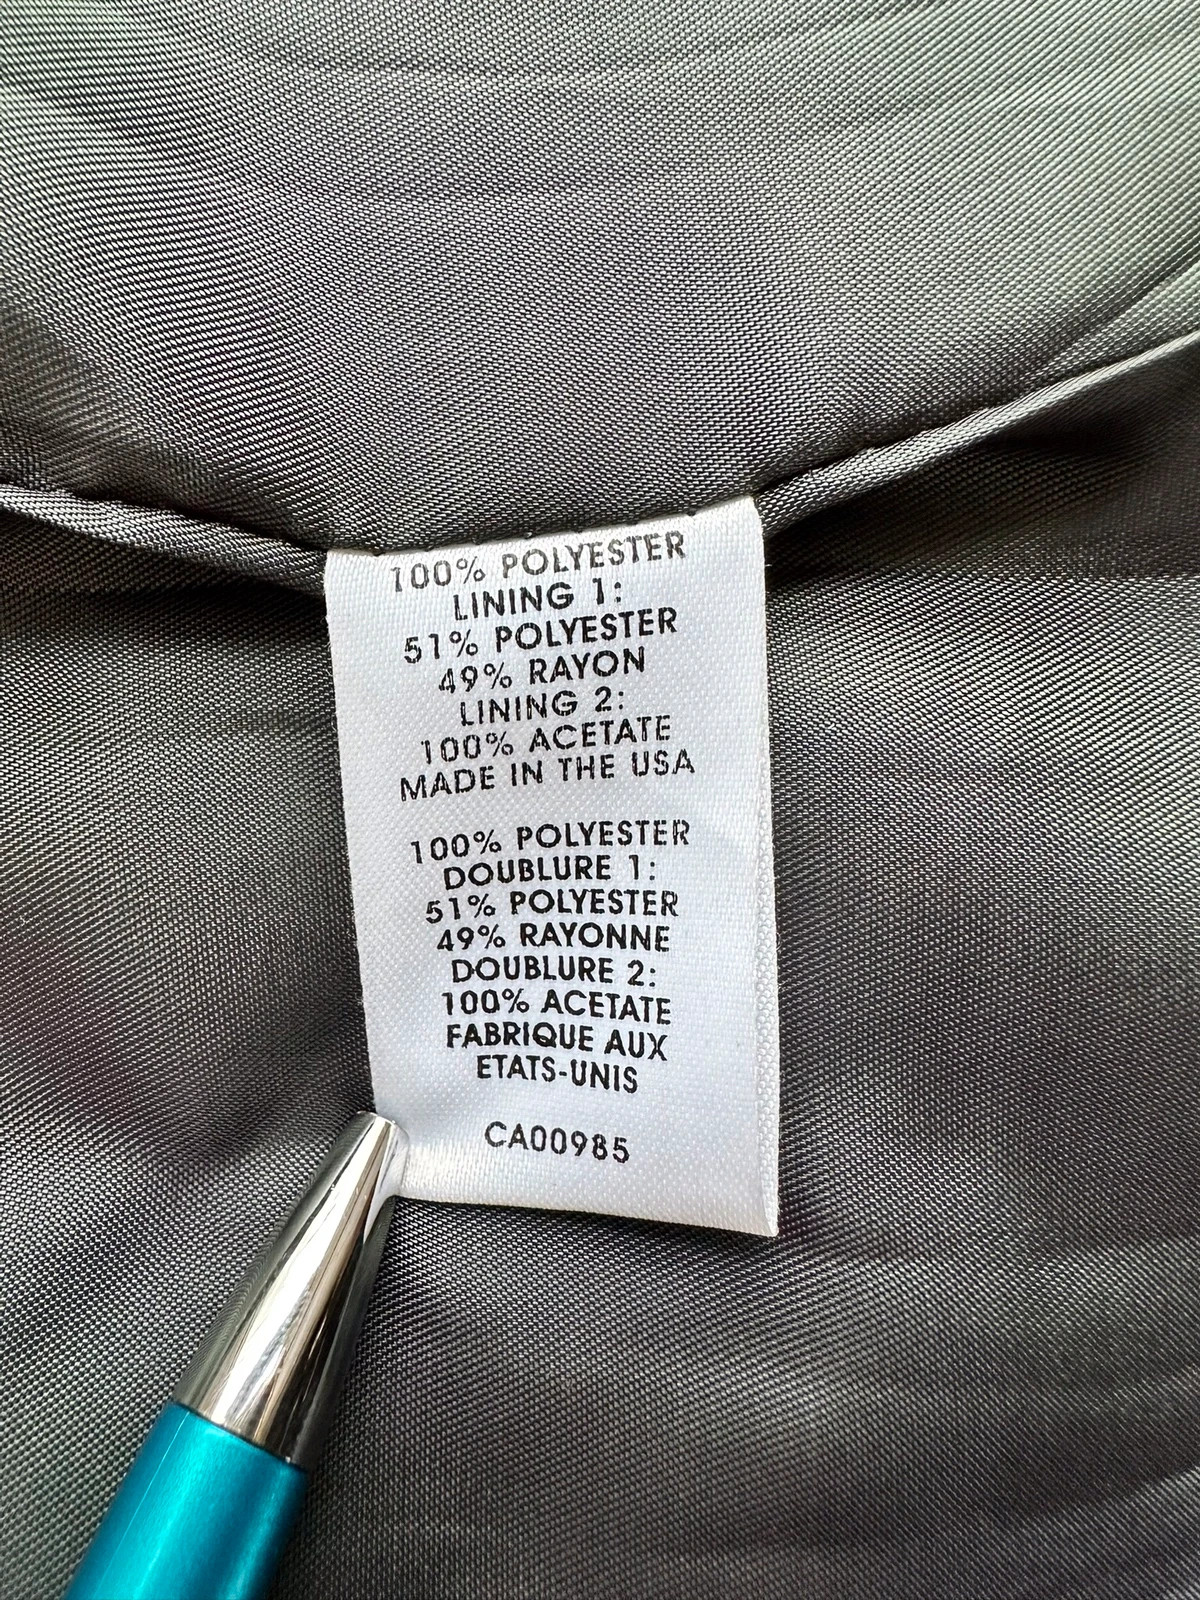 100% POLYESTER
LINING 1:
51% POLYESTER
49% RAYON
LINING 2:
100% ACETATE
MADE IN THE USA
100% POLYESTER
DOUBLURE 1:
51% POLYESTER
49% RAYONNE
DOUBLURE 2:
100% ACETATE
FABRIQUE AUX
ETATS-UNIS
CA00985